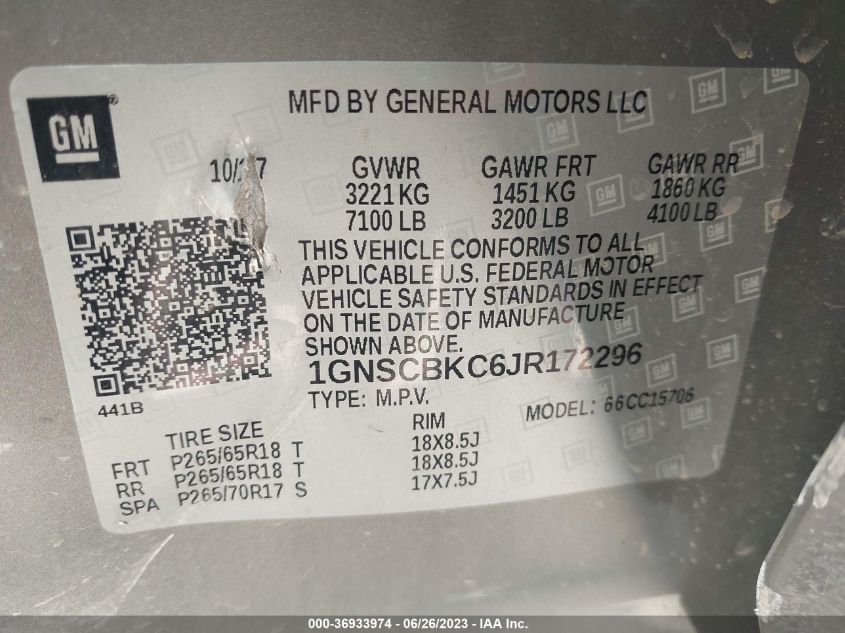 GM
MFD BY GENERAL MOTORS LLC
GVWR GAWR FRT GAWR RR
3221 KG 1451 KG 1860 KG
7100 LB 3200 LB 4100 LB
THIS VEHICLE CONFORMS TO ALL
APPLICABLE U.S. FEDERAL MOTOR
VEHICLE SAFETY STANDARDS IN EFFECT
ON THE DATE OF MANUFACTURE
SHOWN ABOVE.
1GNSCBKC6JR172296
441B
TYPE: M.P.V. MODEL: 66CC15706
TIRE SIZE RIM
FRT P265/65R18 T 18X8.5J
RR P265/65R18 T 18X8.5J
SPA P265/70R17 S 17X7.5J
000-36933974 - 06/26/2023 - IAA Inc.